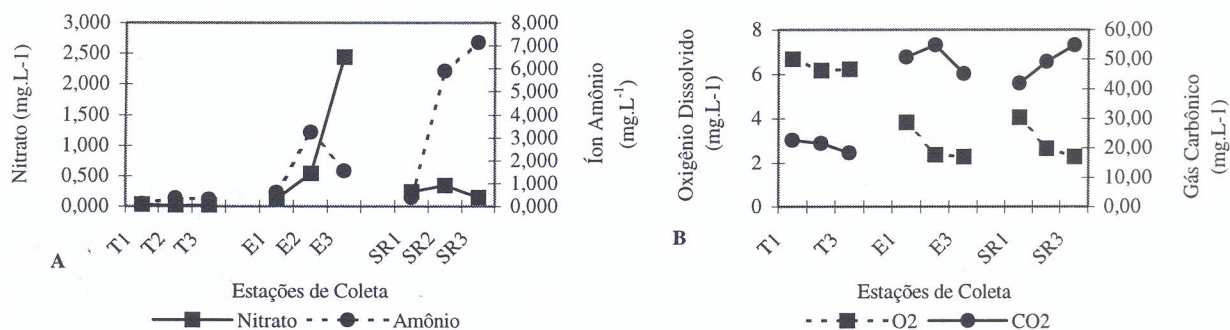 Nitrato (mg.L-1)
3,000
2,500
2,000
1,500
1,000
0,500
0,000
8,000
7,000
6,000
5,000
4,000
3,000
2,000
1,000
0,000
Íon Amônio
(mg.L-1)
T1
T2
T3
E1
E2
E3
SR1
SR2
SR3
A
Estações de Coleta
Nitrato
Amônio
Oxigênio Dissolvido
(mg.L-1)
8
6
4
2
0
60,00
50,00
40,00
30,00
20,00
10,00
0,00
Gás Carbônico
(mg.L-1)
T1
T3
E1
E3
SR1
SR3
B
Estações de Coleta
O2
CO2